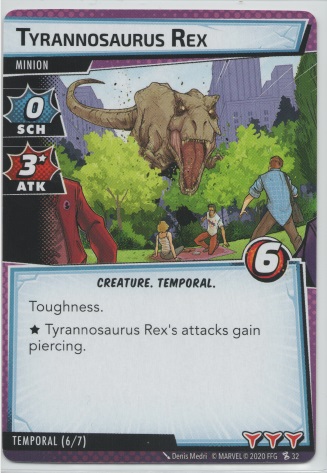 TYRANNOSAURUS REX
MINION
0
SCH
3★
ATK
6
CREATURE. TEMPORAL.
Toughness.
★ Tyrannosaurus Rex's attacks gain
piercing.
TEMPORAL (6/7)
Denis Medri © MARVEL © 2020 FFG 32